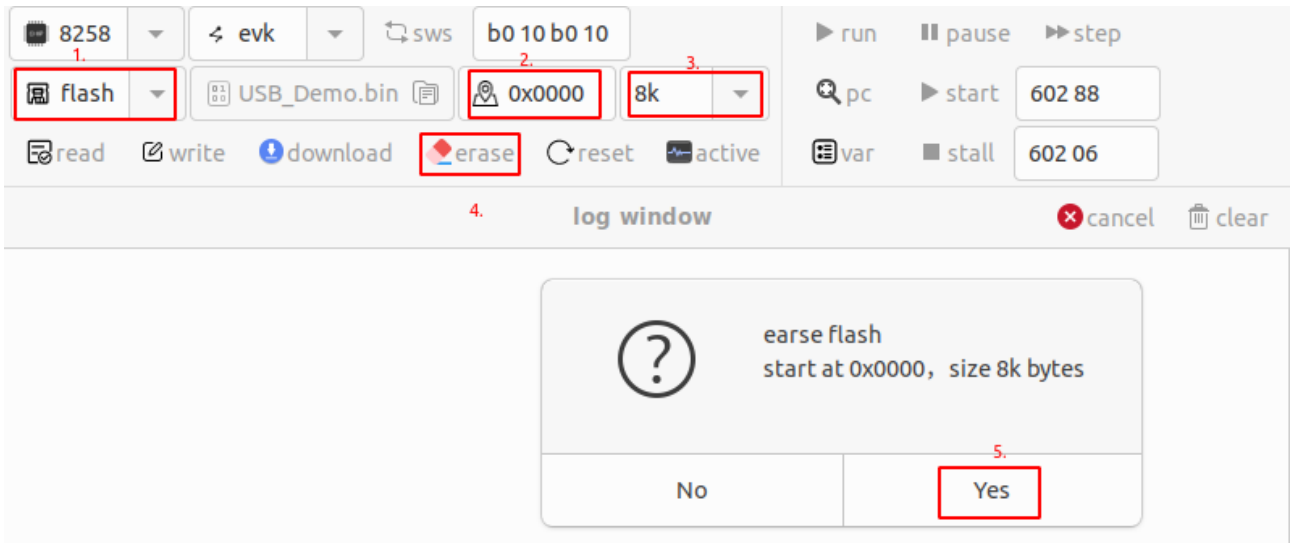 8258 evk sws b0 10 b0 10 run pause step
1. 2. 3.
flash USB_Demo.bin 0x0000 8k pc start 602 88
read write download erase reset active var stall 602 06
4. log window cancel clear
earse flash
start at 0x0000，size 8k bytes
5.
No Yes